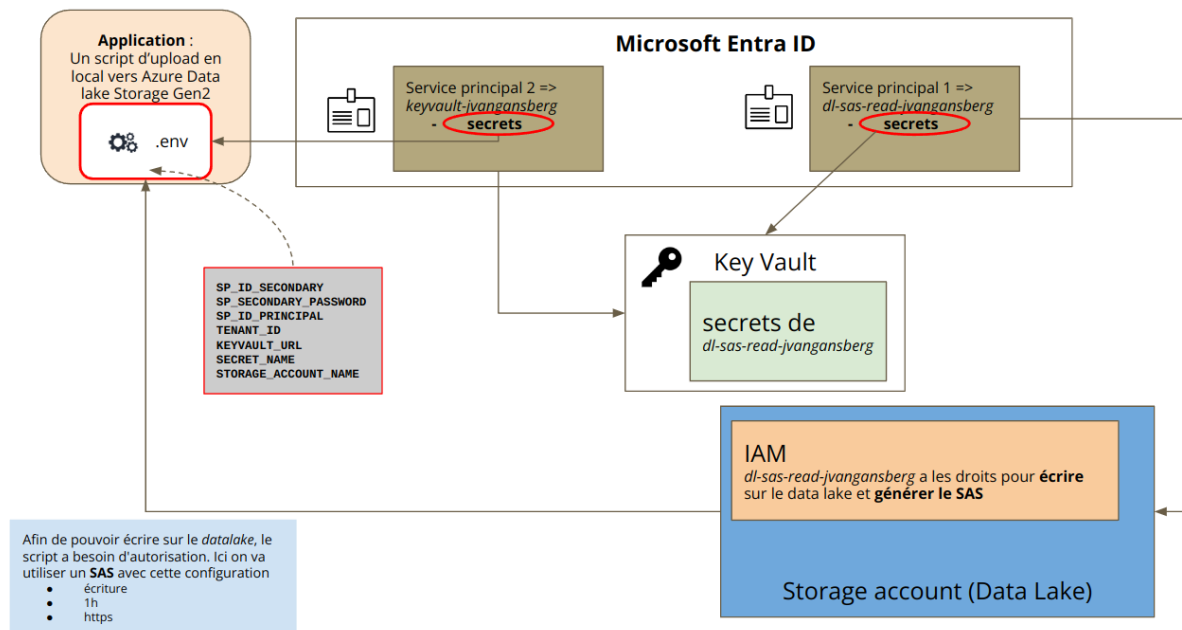 Application :
Un script d'upload en
local vers Azure Data
lake Storage Gen2
.env
Microsoft Entra ID
Service principal 2 =>
keyvault-jvangansberg
- secrets
Service principal 1 =>
dl-sas-read-jvangansberg
- secrets
SP_ID_SECONDARY
SP_SECONDARY_PASSWORD
SP_ID_PRINCIPAL
TENANT_ID
KEYVAULT_URL
SECRET_NAME
STORAGE_ACCOUNT_NAME
Key Vault
secrets de
dl-sas-read-jvangansberg
IAM
dl-sas-read-jvangansberg a les droits pour écrire
sur le data lake et générer le SAS
Storage account (Data Lake)
Afin de pouvoir écrire sur le datalake, le
script a besoin d'autorisation. Ici on va
utiliser un SAS avec cette configuration
● écriture
● 1h
● https